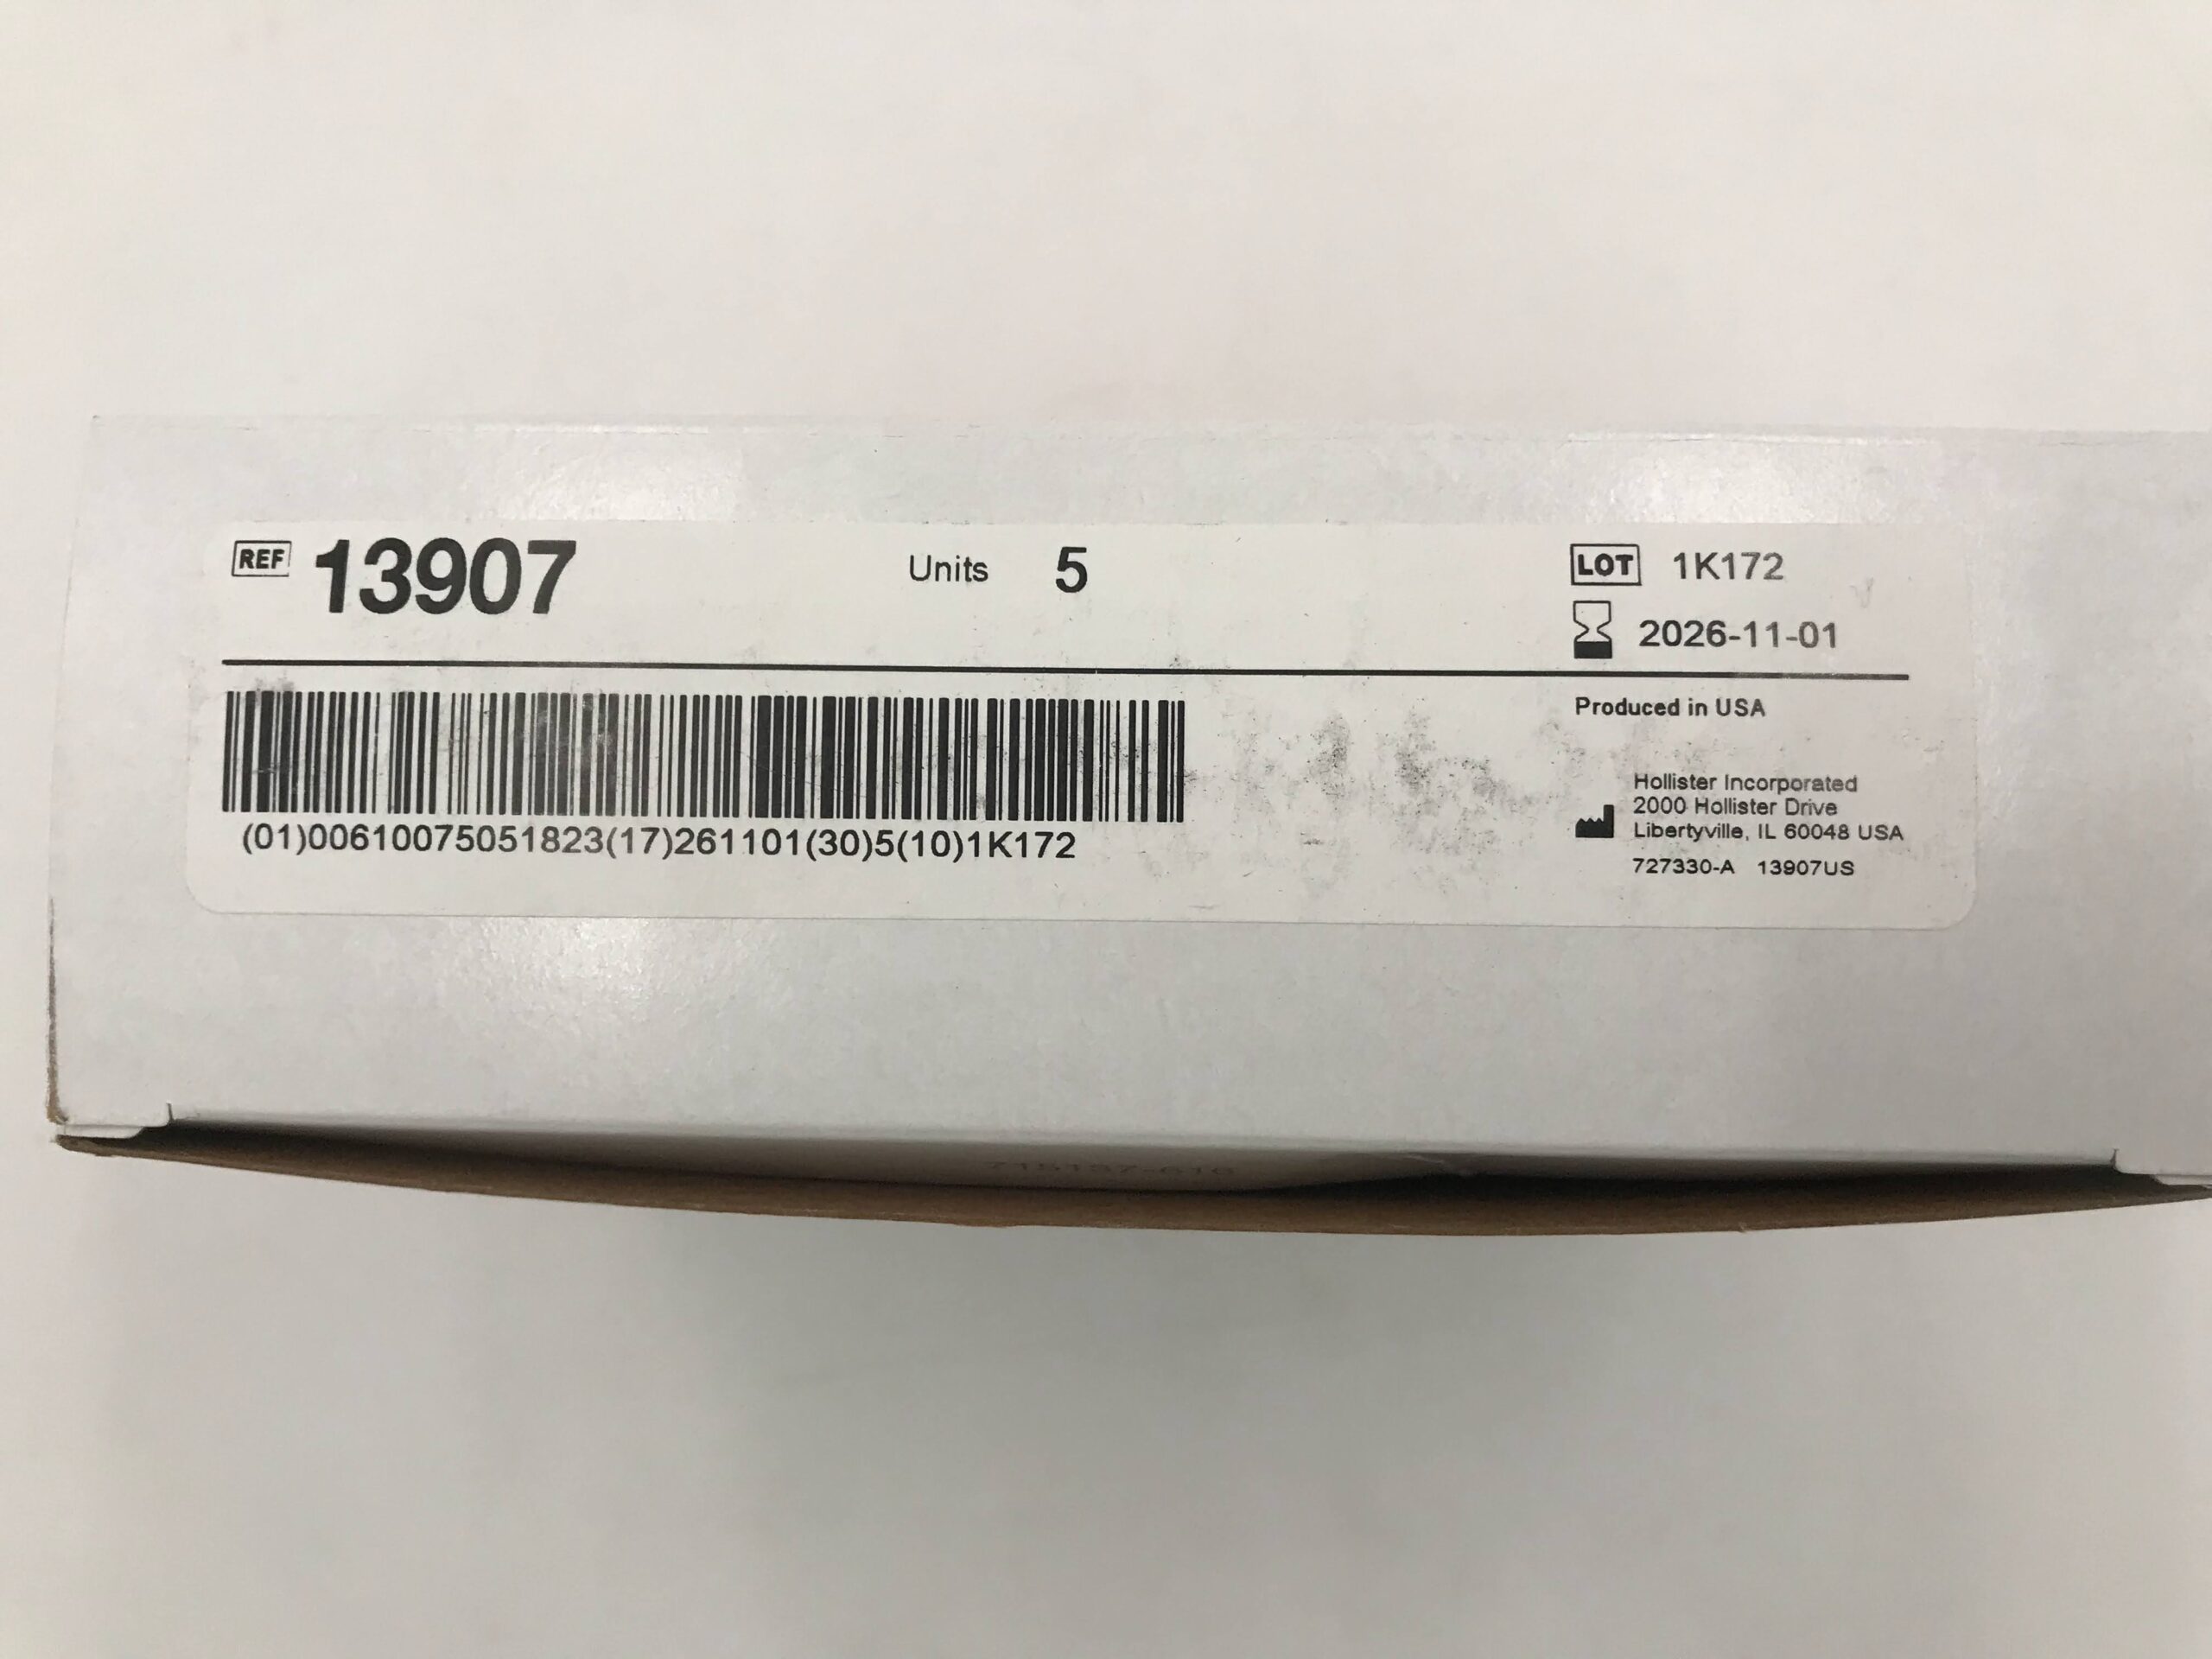 REF 13907 Units 5 LOT 1K172
2026-11-01
(01)00610075051823(17)261101(30)5(10)1K172
Produced in USA
Hollister Incorporated
2000 Hollister Drive
Libertyville, IL 60048 USA
727330-A 13907US